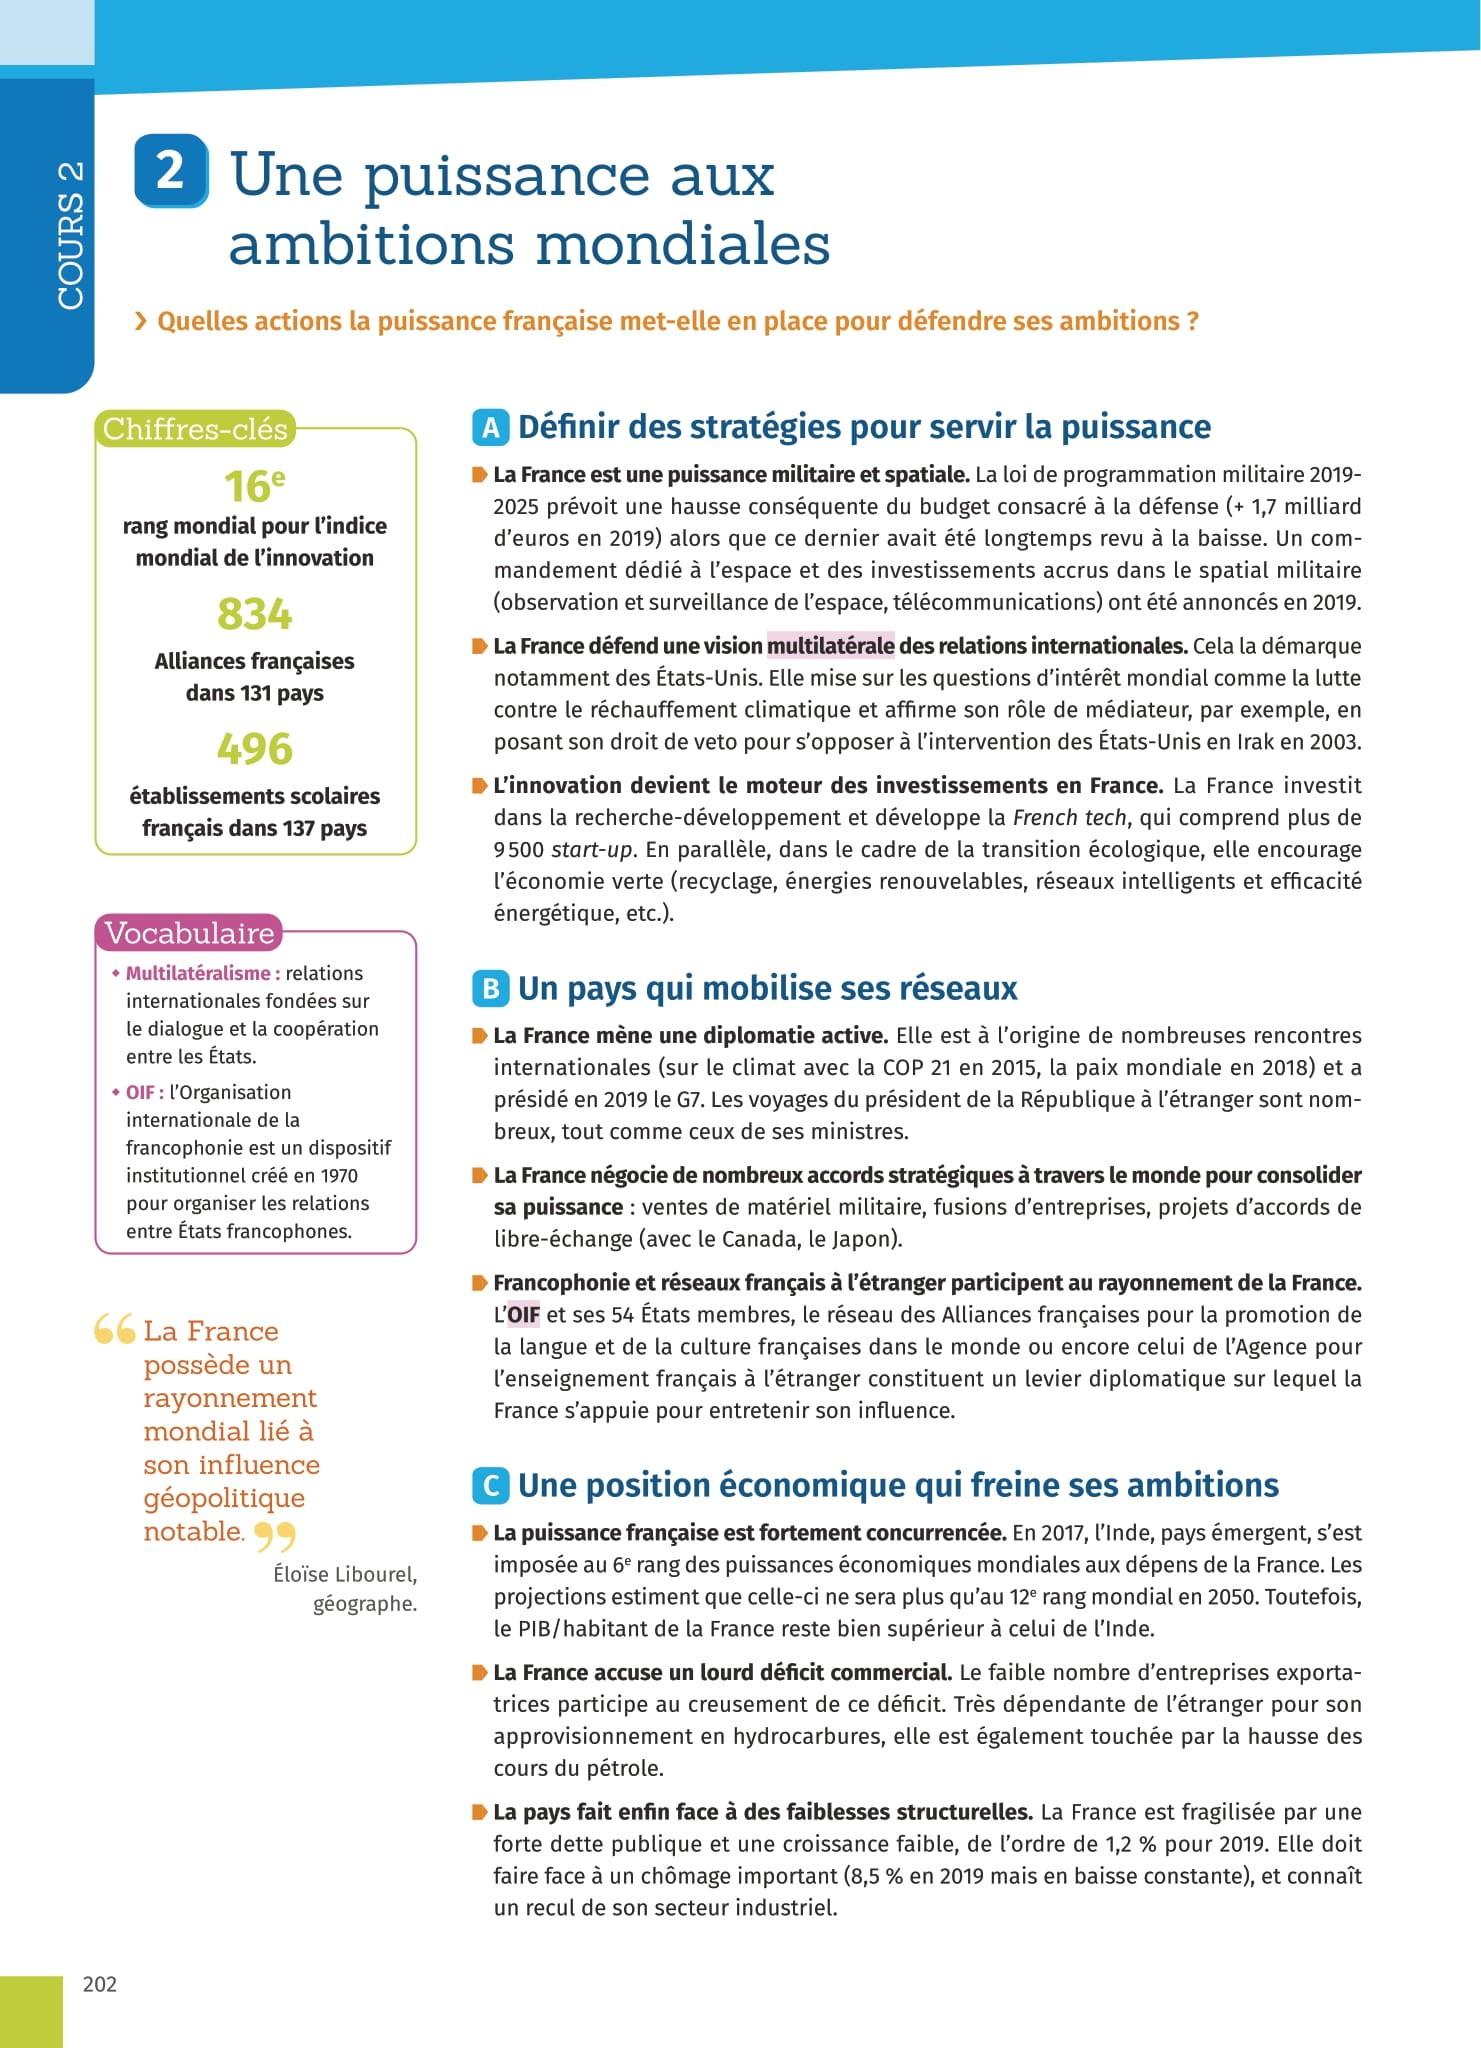 COURS 2
2 Une puissance aux
ambitions mondiales
› Quelles actions la puissance française met-elle en place pour défendre ses ambitions ?
Chiffres-clés
16e
rang mondial pour l’indice
mondial de l’innovation
834
Alliances françaises
dans 131 pays
496
établissements scolaires
français dans 137 pays
Vocabulaire
• Multilatéralisme : relations
internationales fondées sur
le dialogue et la coopération
entre les États.
• OIF : l’Organisation
internationale de la
francophonie est un dispositif
institutionnel créé en 1970
pour organiser les relations
entre États francophones.
“ La France
possède un
rayonnement
mondial lié à
son influence
géopolitique
notable. ”
Éloïse Libourel,
géographe.
A Définir des stratégies pour servir la puissance
La France est une puissance militaire et spatiale. La loi de programmation militaire 2019-
2025 prévoit une hausse conséquente du budget consacré à la défense (+ 1,7 milliard
d’euros en 2019) alors que ce dernier avait été longtemps revu à la baisse. Un com-
mandement dédié à l’espace et des investissements accrus dans le spatial militaire
(observation et surveillance de l’espace, télécommunications) ont été annoncés en 2019.
La France défend une vision multilatérale des relations internationales. Cela la démarque
notamment des États-Unis. Elle mise sur les questions d’intérêt mondial comme la lutte
contre le réchauffement climatique et affirme son rôle de médiateur, par exemple, en
posant son droit de veto pour s’opposer à l’intervention des États-Unis en Irak en 2003.
L’innovation devient le moteur des investissements en France. La France investit
dans la recherche-développement et développe la French tech, qui comprend plus de
9 500 start-up. En parallèle, dans le cadre de la transition écologique, elle encourage
l’économie verte (recyclage, énergies renouvelables, réseaux intelligents et efficacité
énergétique, etc.).
B Un pays qui mobilise ses réseaux
La France mène une diplomatie active. Elle est à l’origine de nombreuses rencontres
internationales (sur le climat avec la COP 21 en 2015, la paix mondiale en 2018) et a
présidé en 2019 le G7. Les voyages du président de la République à l’étranger sont nom-
breux, tout comme ceux de ses ministres.
La France négocie de nombreux accords stratégiques à travers le monde pour consolider
sa puissance : ventes de matériel militaire, fusions d’entreprises, projets d’accords de
libre-échange (avec le Canada, le Japon).
Francophonie et réseaux français à l’étranger participent au rayonnement de la France.
L’OIF et ses 54 États membres, le réseau des Alliances françaises pour la promotion de
la langue et de la culture françaises dans le monde ou encore celui de l’Agence pour
l’enseignement français à l’étranger constituent un levier diplomatique sur lequel la
France s’appuie pour entretenir son influence.
C Une position économique qui freine ses ambitions
La puissance française est fortement concurrencée. En 2017, l’Inde, pays émergent, s’est
imposée au 6e rang des puissances économiques mondiales aux dépens de la France. Les
projections estiment que celle-ci ne sera plus qu’au 12e rang mondial en 2050. Toutefois,
le PIB/habitant de la France reste bien supérieur à celui de l’Inde.
La France accuse un lourd déficit commercial. Le faible nombre d’entreprises exporta-
trices participe au creusement de ce déficit. Très dépendante de l’étranger pour son
approvisionnement en hydrocarbures, elle est également touchée par la hausse des
cours du pétrole.
La pays fait enfin face à des faiblesses structurelles. La France est fragilisée par une
forte dette publique et une croissance faible, de l’ordre de 1,2 % pour 2019. Elle doit
faire face à un chômage important (8,5 % en 2019 mais en baisse constante), et connaît
un recul de son secteur industriel.
202